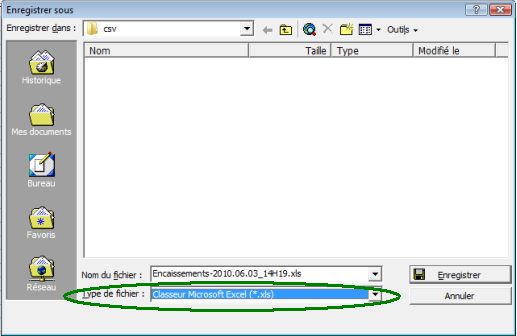 Enregistrer sous
Enregistrer dans : csv Outils
Nom Taille Type Modifié le
Historique
Mes documents
Bureau
Favoris
Réseau
Nom du fichier : Encaissements-2010.06.03_14H19.xls Enregistrer
Type de fichier : Classeur Microsoft Excel (*.xls) Annuler